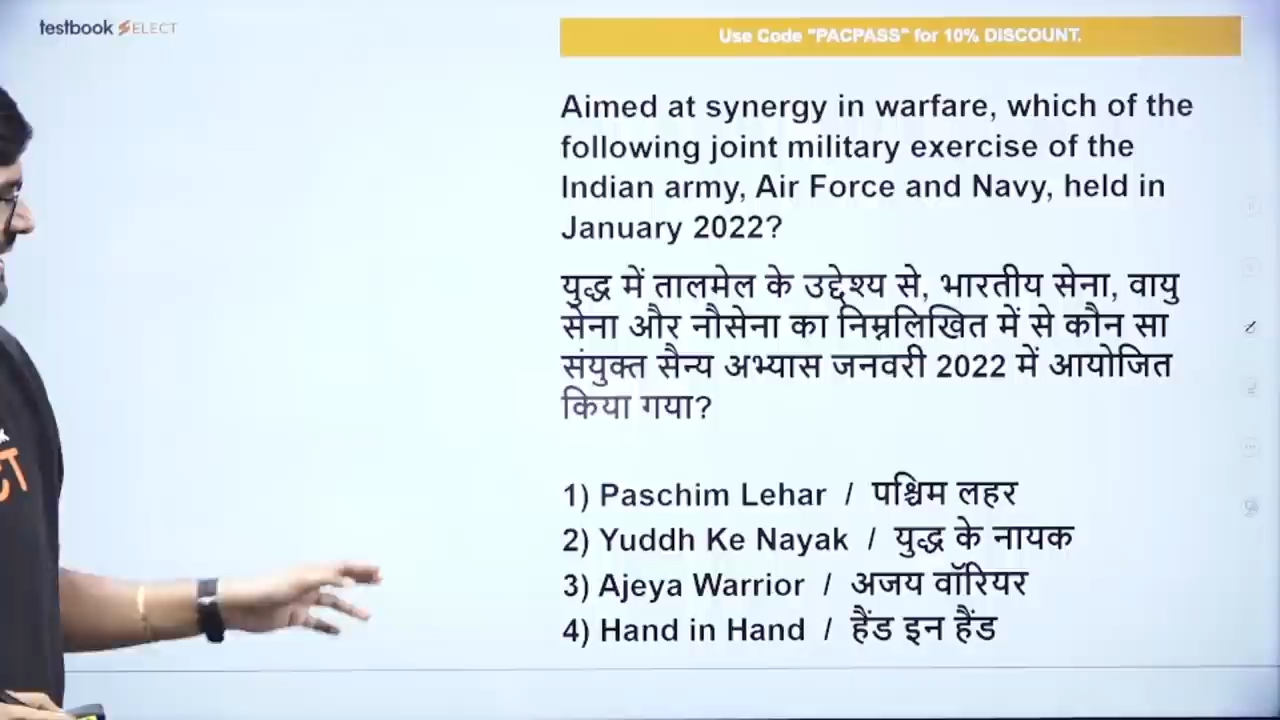 testbook SELECT
Use Code "PACPASS" for 10% DISCOUNT.
Aimed at synergy in warfare, which of the
following joint military exercise of the
Indian army, Air Force and Navy, held in
January 2022?
युद्ध में तालमेल के उद्देश्य से, भारतीय सेना, वायु
सेना और नौसेना का निम्नलिखित में से कौन सा
संयुक्त सैन्य अभ्यास जनवरी 2022 में आयोजित
किया गया?
1) Paschim Lehar / पश्चिम लहर
2) Yuddh Ke Nayak / युद्ध के नायक
3) Ajeya Warrior / अजय वॉरियर
4) Hand in Hand / हैंड इन हैंड